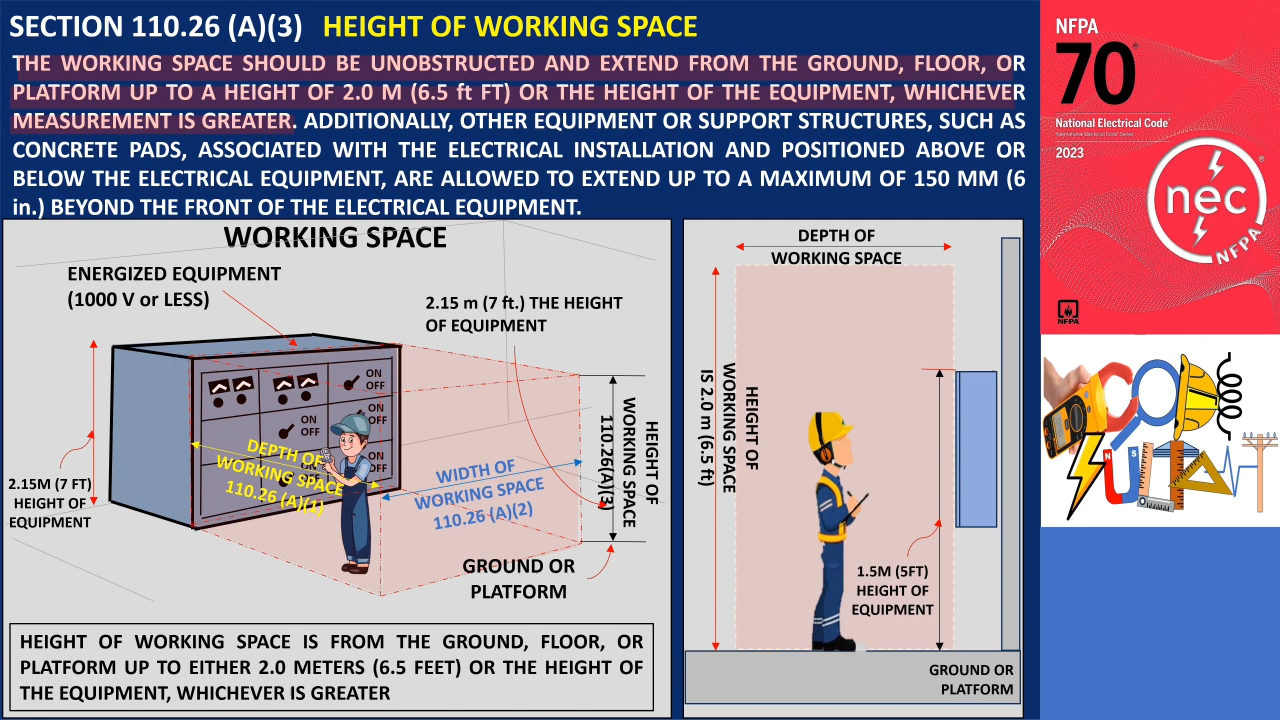 SECTION 110.26 (A)(3) HEIGHT OF WORKING SPACE
THE WORKING SPACE SHOULD BE UNOBSTRUCTED AND EXTEND FROM THE GROUND, FLOOR, OR
PLATFORM UP TO A HEIGHT OF 2.0 M (6.5 ft FT) OR THE HEIGHT OF THE EQUIPMENT, WHICHEVER
MEASUREMENT IS GREATER. ADDITIONALLY, OTHER EQUIPMENT OR SUPPORT STRUCTURES, SUCH AS
CONCRETE PADS, ASSOCIATED WITH THE ELECTRICAL INSTALLATION AND POSITIONED ABOVE OR
BELOW THE ELECTRICAL EQUIPMENT, ARE ALLOWED TO EXTEND UP TO A MAXIMUM OF 150 MM (6
in.) BEYOND THE FRONT OF THE ELECTRICAL EQUIPMENT.
WORKING SPACE
ENERGIZED EQUIPMENT
(1000 V or LESS)
2.15 m (7 ft.) THE HEIGHT
OF EQUIPMENT
ON
OFF
ON
OFF
ON
OFF
ON
OFF
ON
OFF
DEPTH OF
WORKING SPACE
110.26 (A)(1)
WIDTH OF
WORKING SPACE
110.26 (A)(2)
HEIGHT OF
WORKING SPACE
110.26(A)(3)
2.15M (7 FT)
HEIGHT OF
EQUIPMENT
GROUND OR
PLATFORM
HEIGHT OF WORKING SPACE IS FROM THE GROUND, FLOOR, OR
PLATFORM UP TO EITHER 2.0 METERS (6.5 FEET) OR THE HEIGHT OF
THE EQUIPMENT, WHICHEVER IS GREATER
DEPTH OF
WORKING SPACE
HEIGHT OF
WORKING SPACE
IS 2.0 m (6.5 ft)
1.5M (5FT)
HEIGHT OF
EQUIPMENT
GROUND OR
PLATFORM
NFPA
70®
National Electrical Code®
International Electrical Code® Series
2023
nec®
NFPA
NFPA
N
S